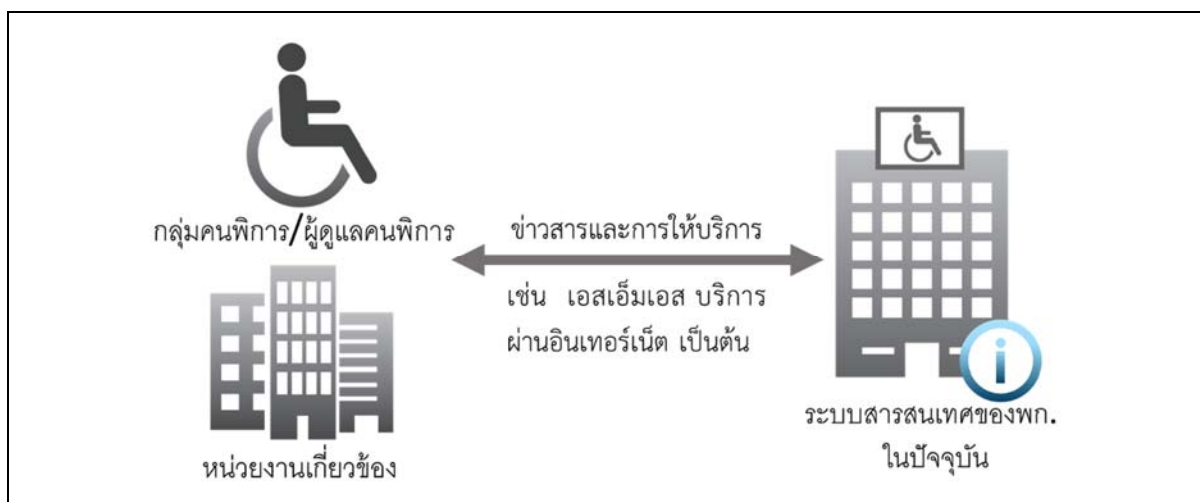 กลุ่มคนพิการ/ผู้ดูแลคนพิการ
หน่วยงานเกี่ยวข้อง
ข่าวสารและการให้บริการ
เช่น เอสเอ็มเอส บริการ
ผ่านอินเทอร์เน็ต เป็นต้น
ระบบสารสนเทศของพก.
ในปัจจุบัน